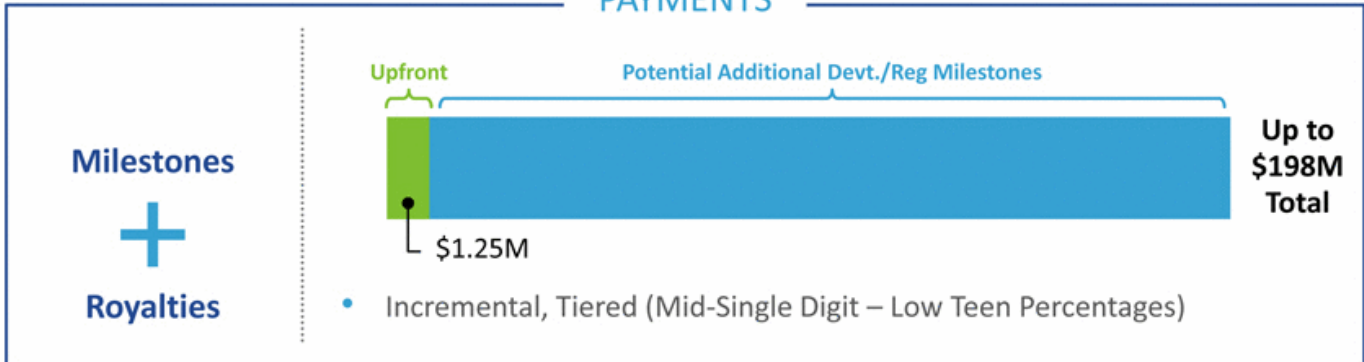 PAYMENTS
Upfront
Potential Additional Devt./Reg Milestones
Milestones
+
Royalties
Up to
$198M
Total
$1.25M
• Incremental, Tiered (Mid-Single Digit – Low Teen Percentages)